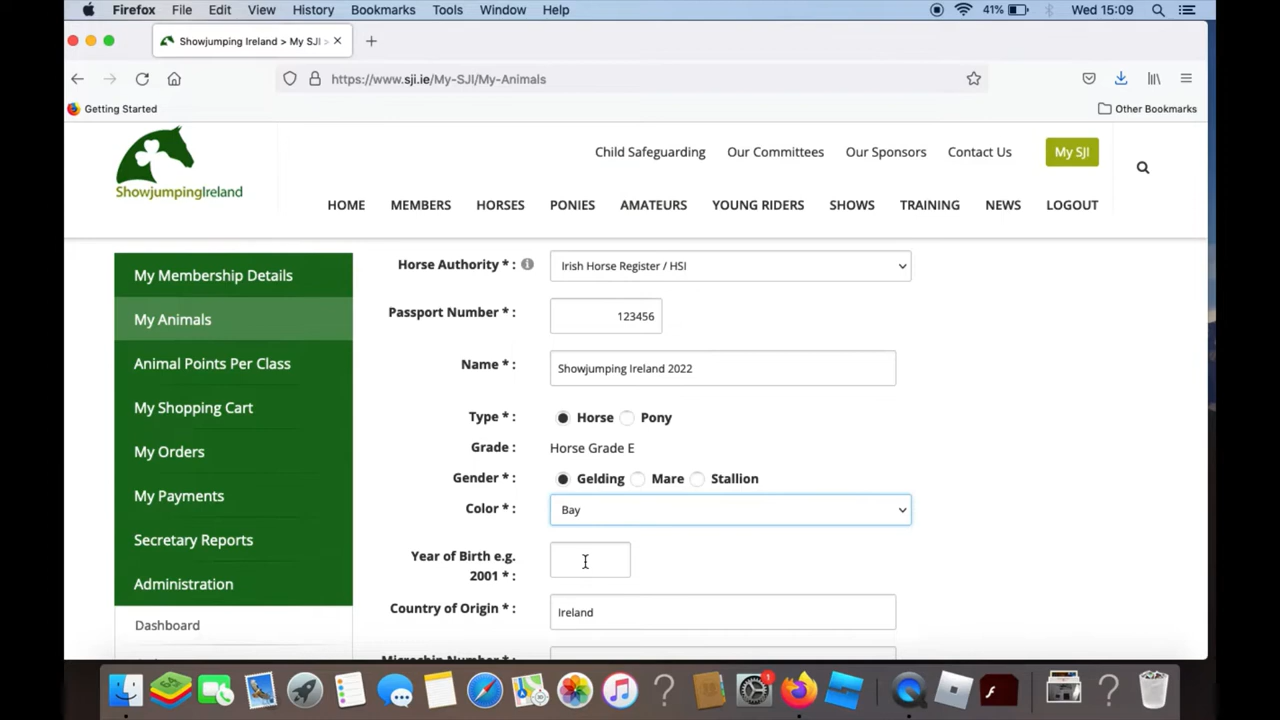 Firefox File Edit View History Bookmarks Tools Window Help 41% Wed 15:09
Showjumping Ireland > My SJI >
https://www.sji.ie/My-SJI/My-Animals
Getting Started Other Bookmarks
ShowjumpingIreland
Child Safeguarding Our Committees Our Sponsors Contact Us My SJI
HOME MEMBERS HORSES PONIES AMATEURS YOUNG RIDERS SHOWS TRAINING NEWS LOGOUT
My Membership Details
My Animals
Animal Points Per Class
My Shopping Cart
My Orders
My Payments
Secretary Reports
Administration
Dashboard
Horse Authority * : Irish Horse Register / HSI
Passport Number * : 123456
Name * : Showjumping Ireland 2022
Type * : Horse Pony
Grade : Horse Grade E
Gender * : Gelding Mare Stallion
Color * : Bay
Year of Birth e.g.
2001 * :
Country of Origin * : Ireland
Microchip Number * :